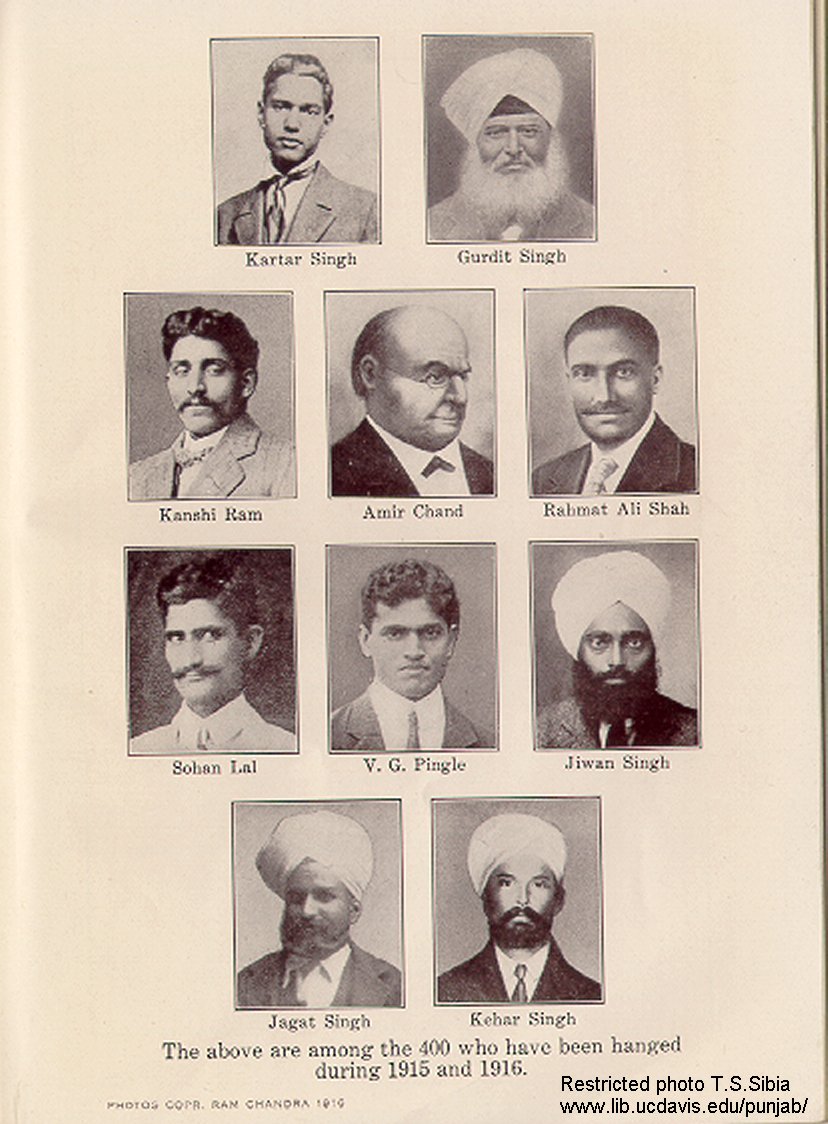 Kartar Singh
Gurdit Singh
Kanshi Ram
Amir Chand
Rahmat Ali Shah
Sohan Lal
V. G. Pingle
Jiwan Singh
Jagat Singh
Kehar Singh
The above are among the 400 who have been hanged
during 1915 and 1916.
PHOTOS COPR. RAM CHANDRA 1916
Restricted photo T.S.Sibia
www.lib.ucdavis.edu/punjab/